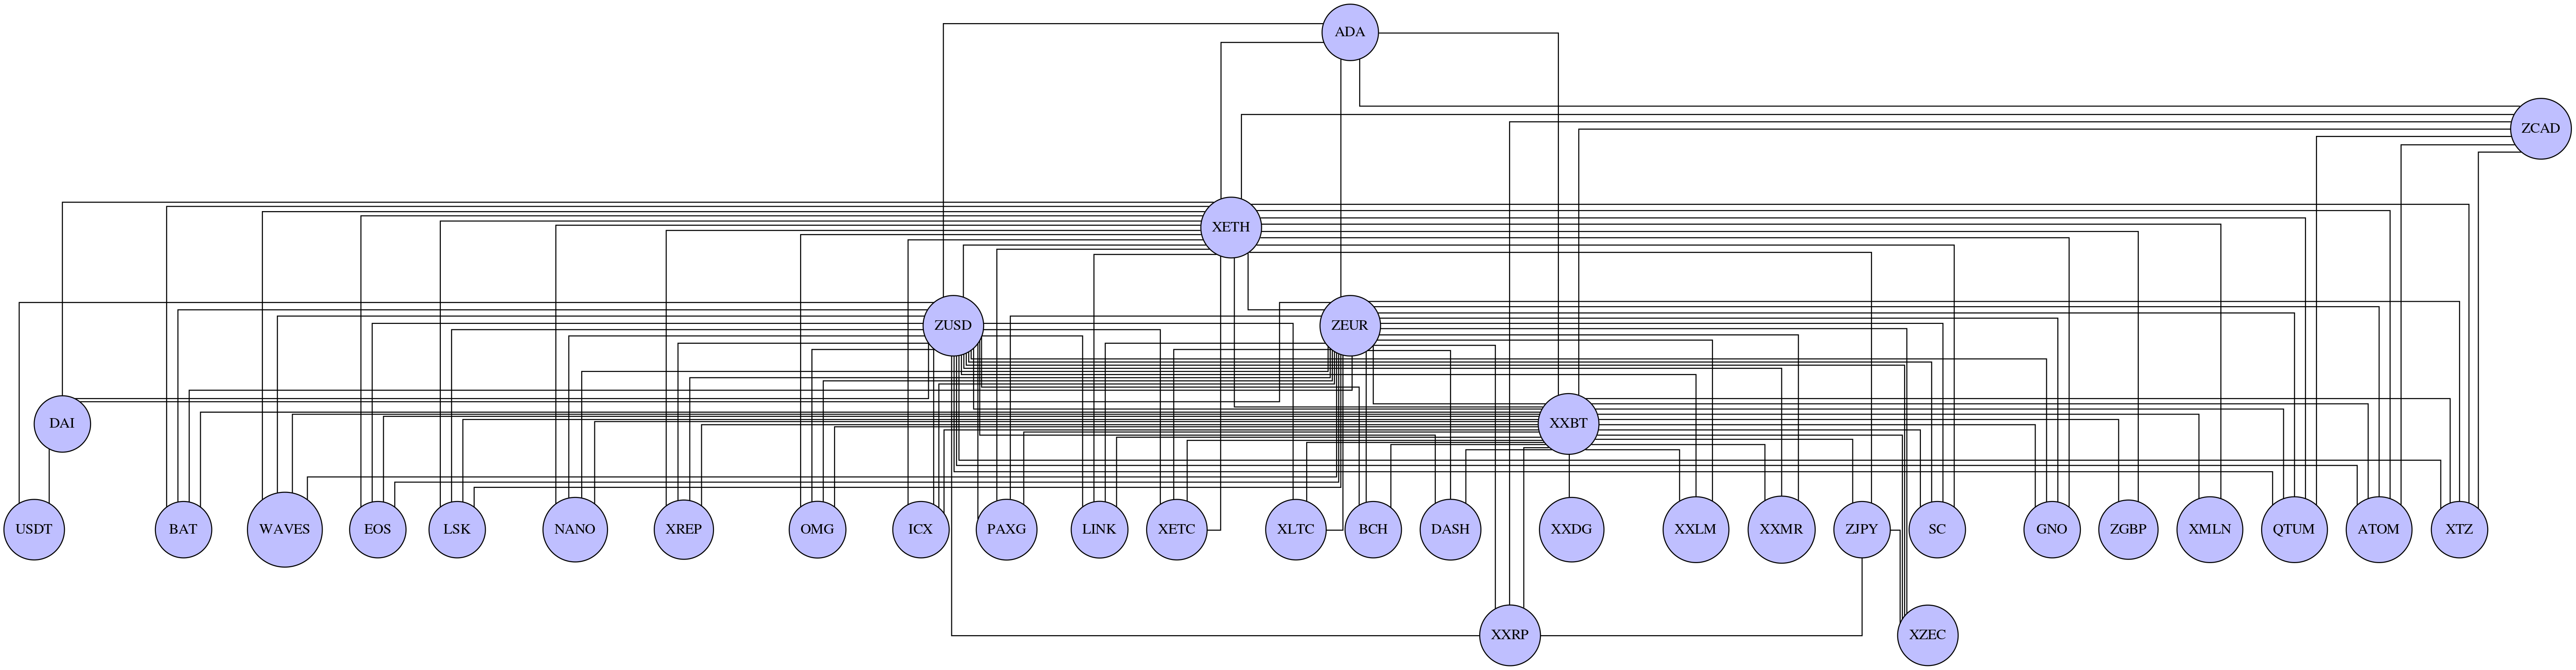 ADA
ZCAD
XETH
ZUSD
ZEUR
DAI
XXBT
USDT
BAT
WAVES
EOS
LSK
NANO
XREP
OMG
ICX
PAXG
LINK
XETC
XLTC
BCH
DASH
XXDG
XXLM
XXMR
ZJPY
SC
GNO
ZGBP
XMLN
QTUM
ATOM
XTZ
XXRP
XZEC